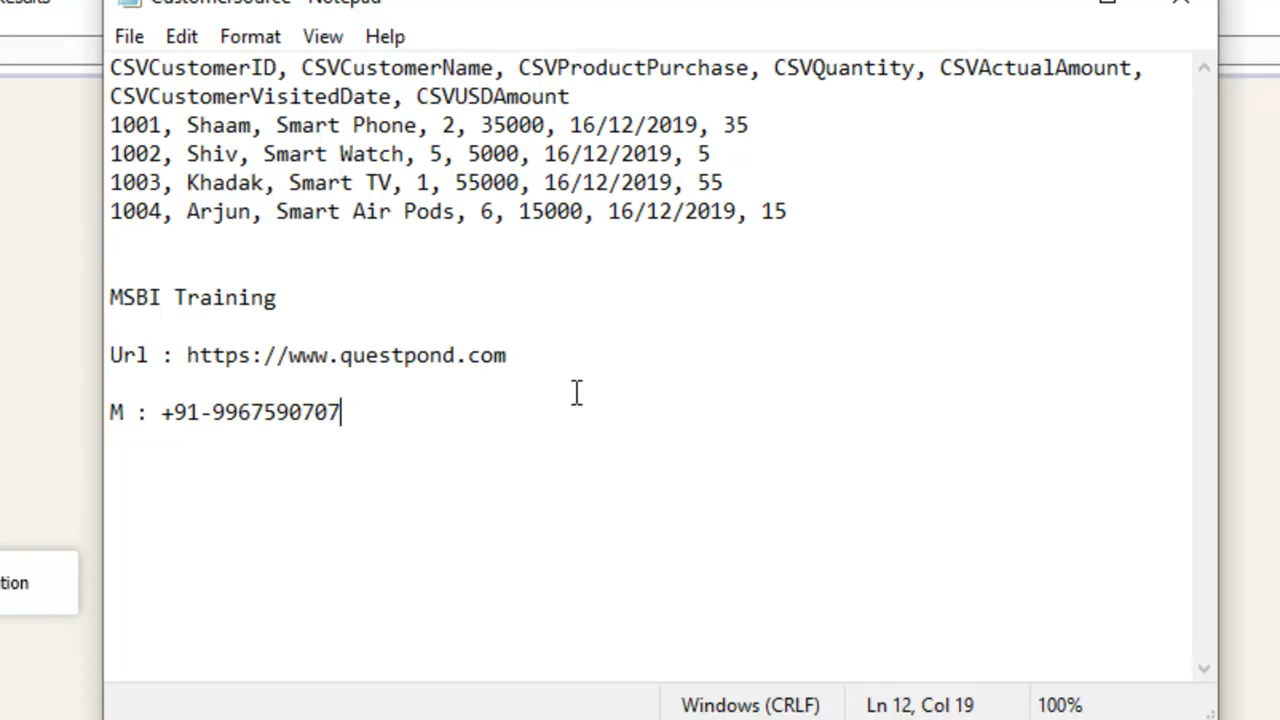 CustomerSource - Notepad
File Edit Format View Help
CSVCustomerID, CSVCustomerName, CSVProductPurchase, CSVQuantity, CSVActualAmount,
CSVCustomerVisitedDate, CSVUSDAmount
1001, Shaam, Smart Phone, 2, 35000, 16/12/2019, 35
1002, Shiv, Smart Watch, 5, 5000, 16/12/2019, 5
1003, Khadak, Smart TV, 1, 55000, 16/12/2019, 55
1004, Arjun, Smart Air Pods, 6, 15000, 16/12/2019, 15
MSBI Training
Url : https://www.questpond.com
M : +91-9967590707
tion
Windows (CRLF) Ln 12, Col 19 100%